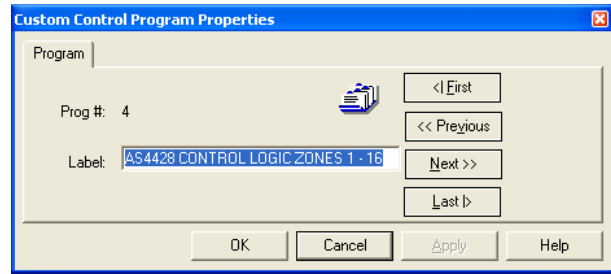 Custom Control Program Properties
Program
Prog #: 4
Label: AS4428 CONTROL LOGIC ZONES 1 - 16
<| First
<< Previous
Next >>
Last |>
OK Cancel Apply Help